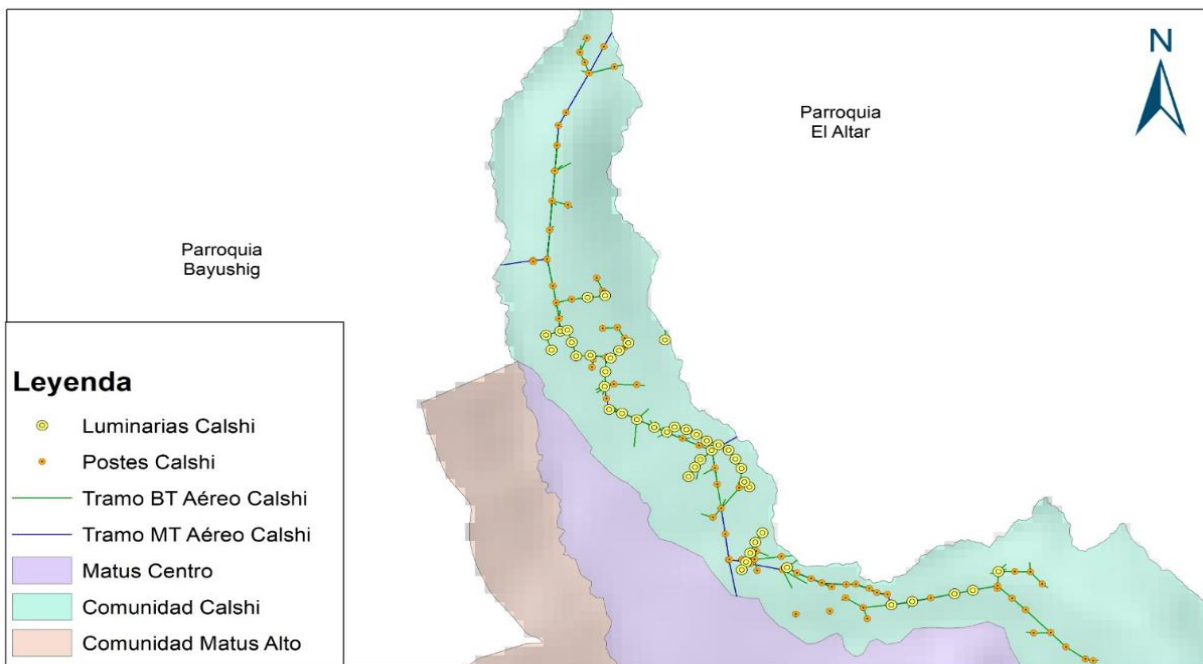 N
Parroquia
El Altar
Parroquia
Bayushig
Leyenda
Luminarias Calshi
Postes Calshi
Tramo BT Aéreo Calshi
Tramo MT Aéreo Calshi
Matus Centro
Comunidad Calshi
Comunidad Matus Alto